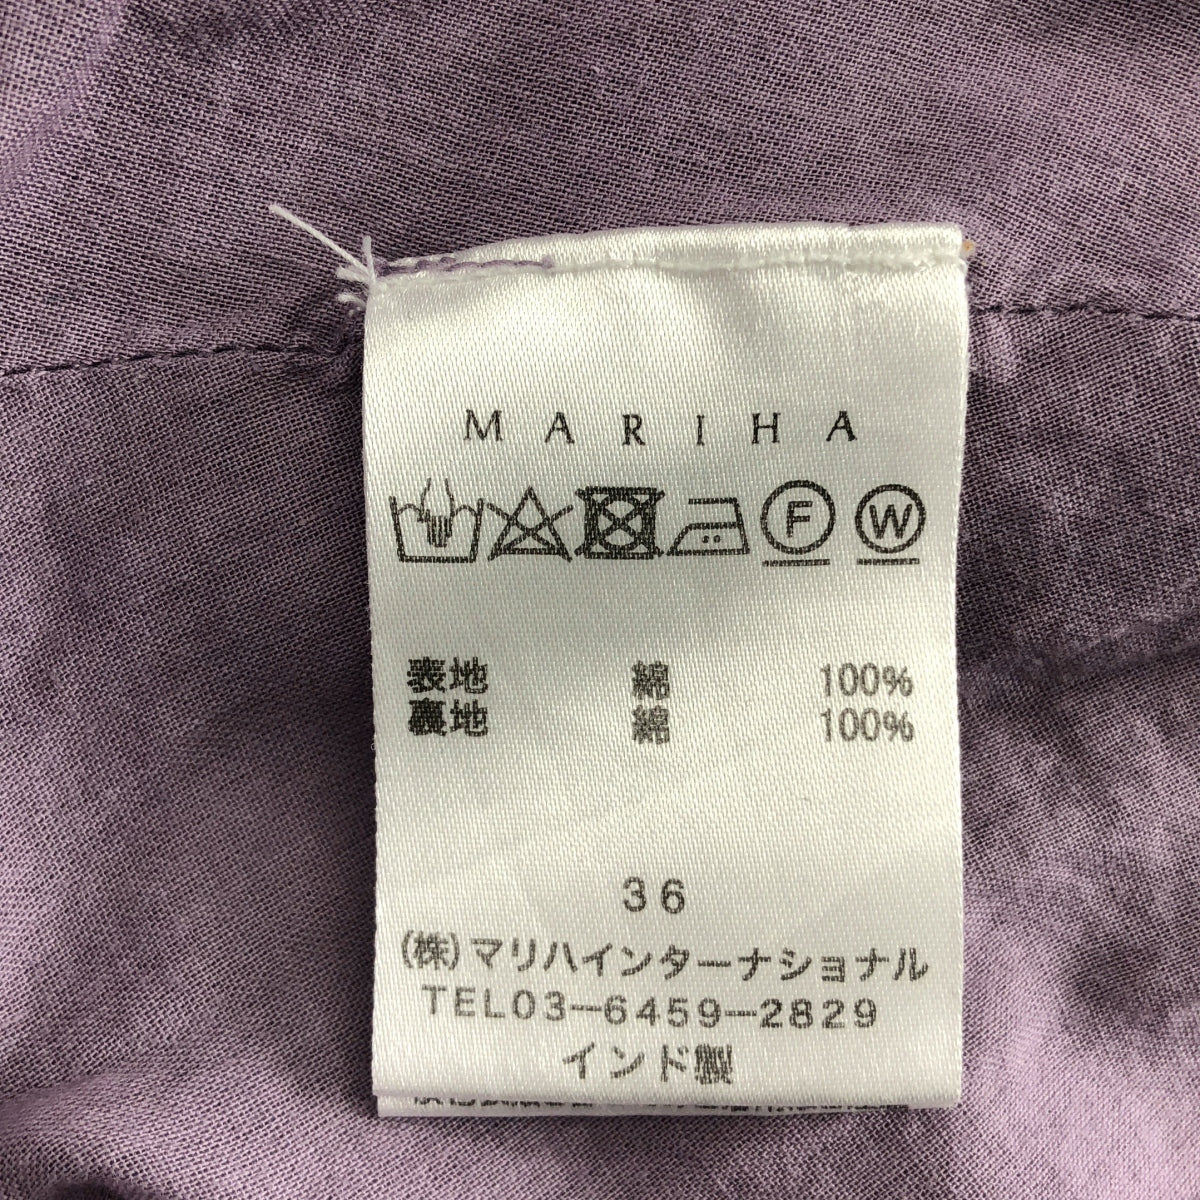 MARIHA
F W
表地 綿 100%
裏地 綿 100%
36
(株)マリハインターナショナル
TEL03-6459-2829
インド製